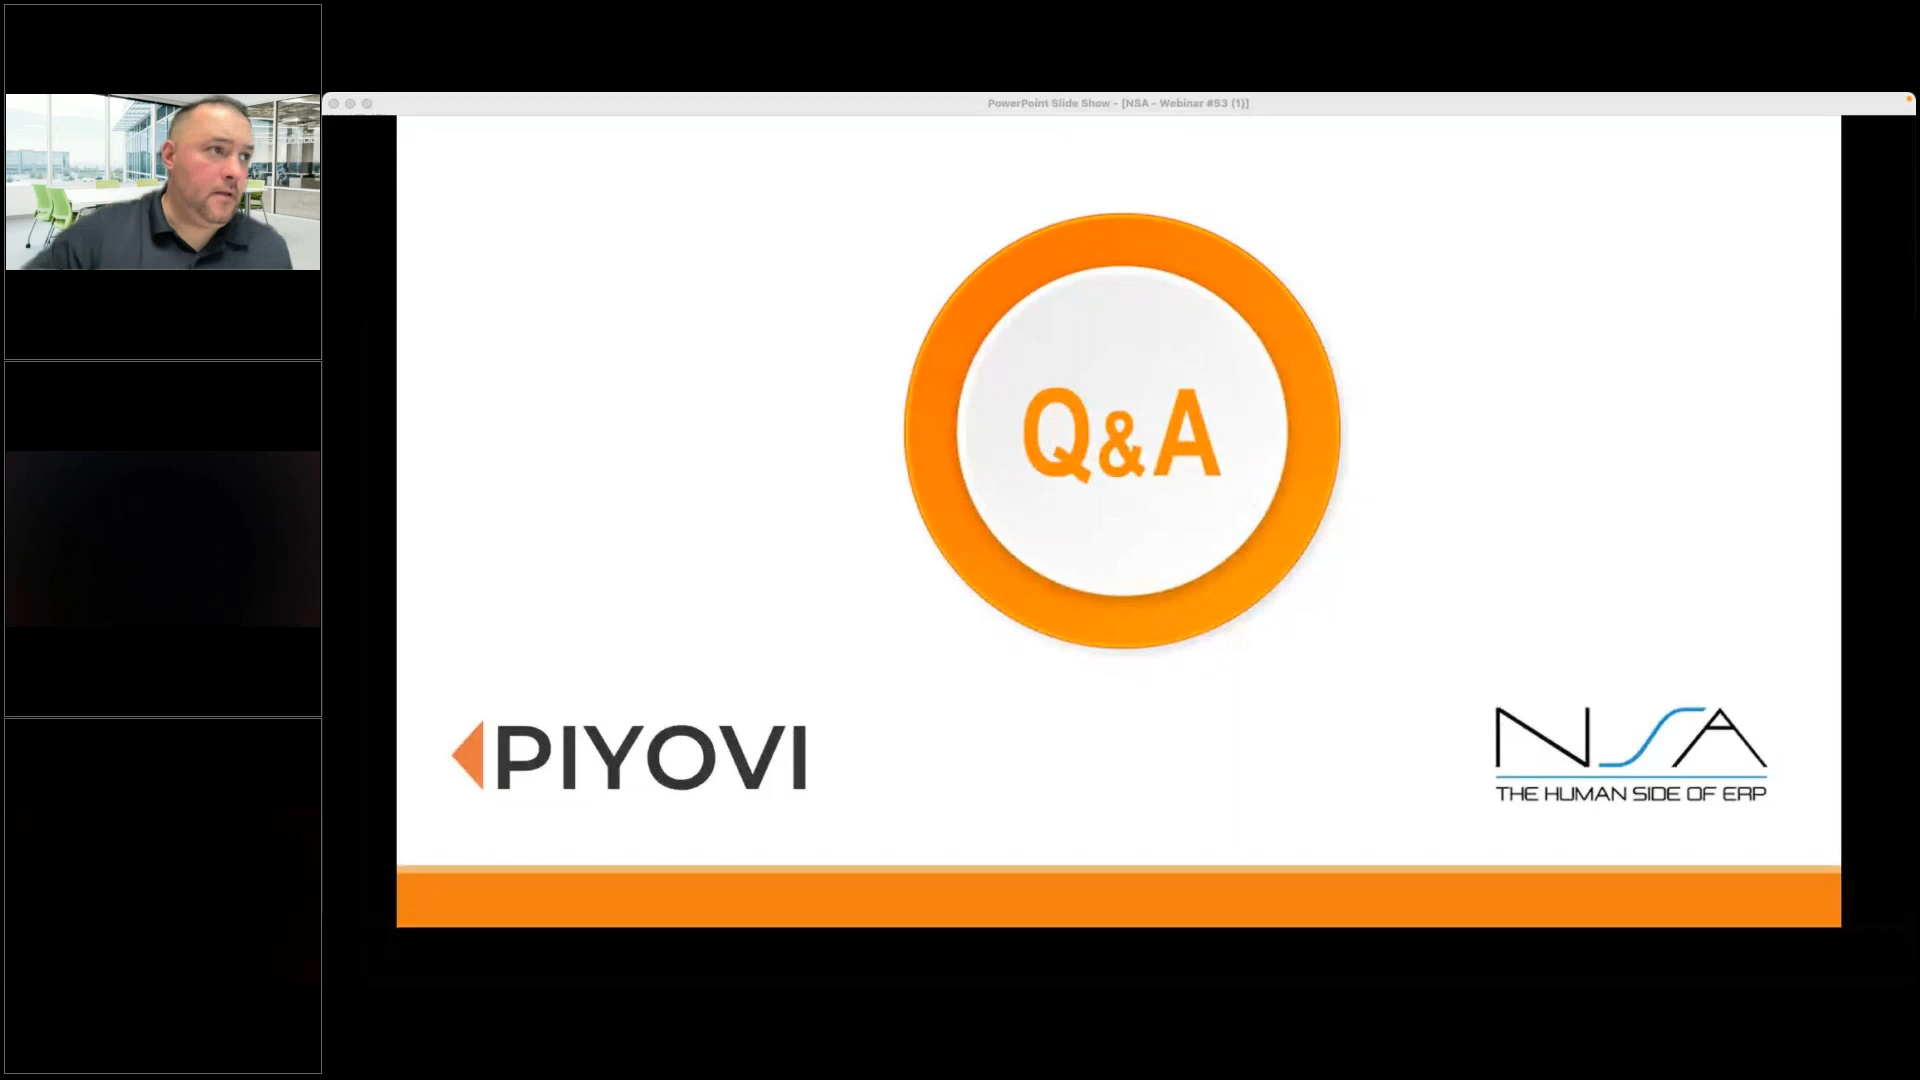 PowerPoint Slide Show - [NSA - Webinar #53 (1)]
Q&A
PIYOVI
NSA
THE HUMAN SIDE OF ERP